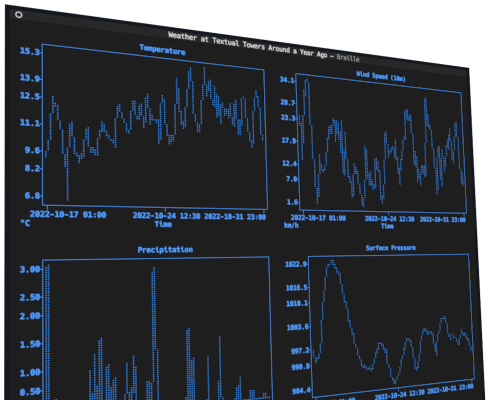 Weather at Textual Towers Around a Year Ago — Braille
Temperature
15.3
13.9
12.5
11.1
9.6
8.2
6.8
2022-10-17 01:00 2022-10-24 12:30 2022-10-31 23:00
°C Time
Wind Speed (10m)
34.1
28.7
23.3
17.9
12.4
7.0
1.6
2022-10-17 01:00 2022-10-24 12:30 2022-10-31 23:00
km/h Time
Precipitation
3.00
2.50
2.00
1.50
1.00
0.50
Surface Pressure
1022.9
1016.5
1010.1
1003.6
997.2
990.8
984.4
2022-10-24 12:30 2022-10-31 23:00